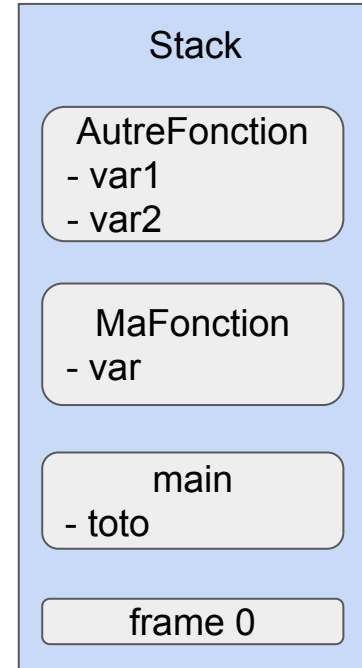 Stack
AutreFonction
- var1
- var2
MaFonction
- var
main
- toto
frame 0